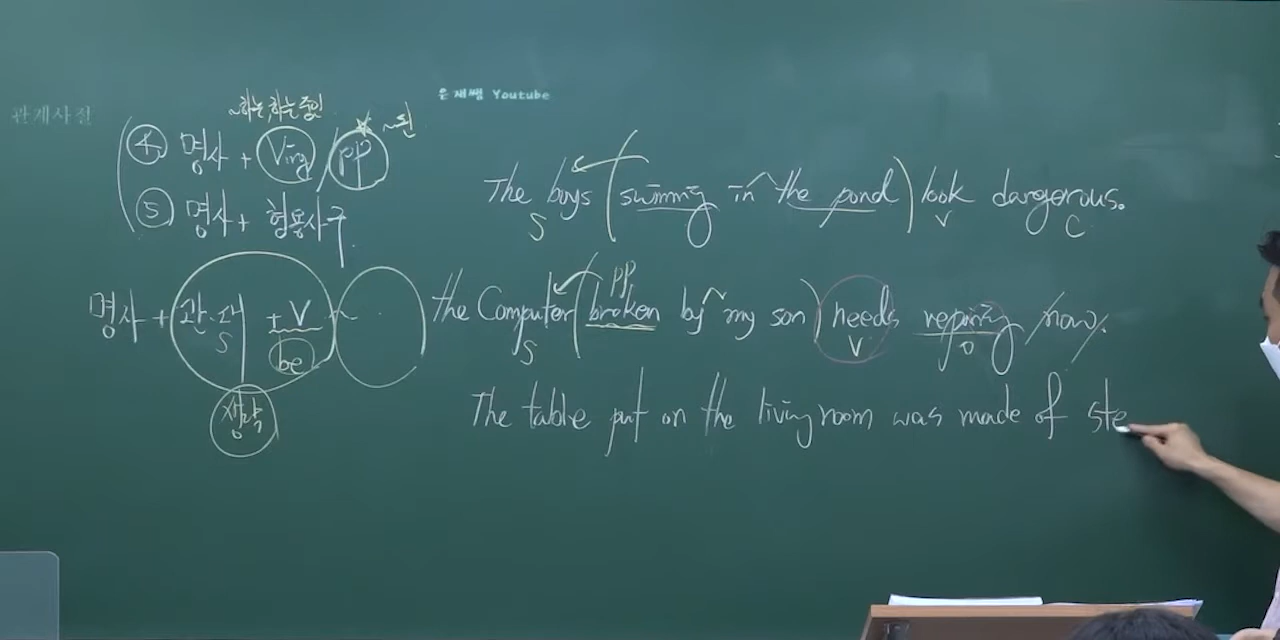 관계사절
은재쌤 Youtube
~하는, 하는 중인
~된
④ 명사 + Ving / pp
⑤ 명사 + 형용사구
The boys (swimming in the pond) look dangerous.
S V C
pp
명사 + 관·대 + V ~
S be
생략
the Computer (broken by my son) needs reparing / now.
S V O
The table put on the living room was made of ste